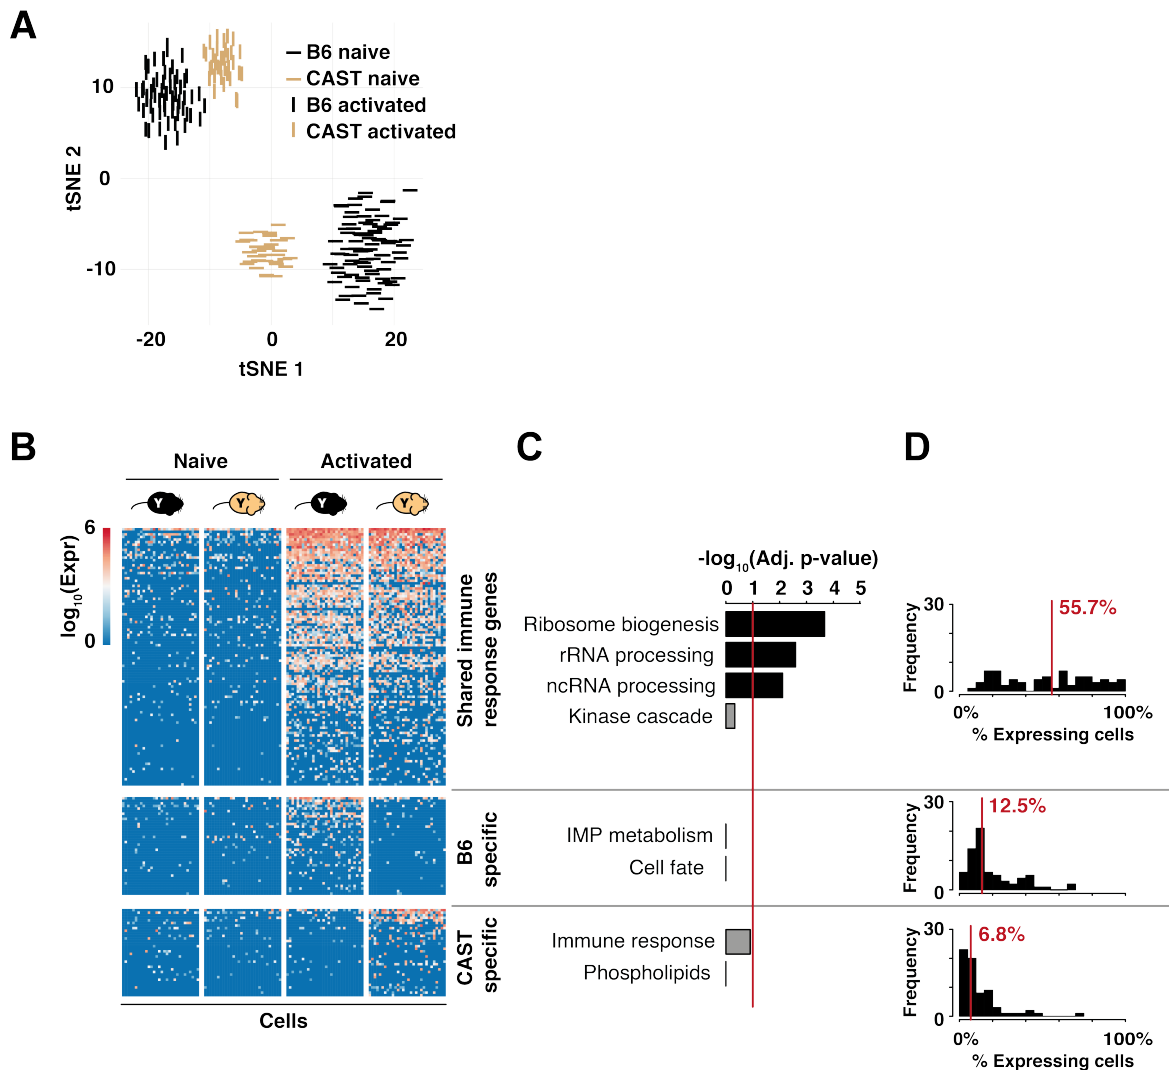 A
B6 naive
CAST naive
B6 activated
CAST activated
tSNE 2
10
0
-10
-20
0
20
tSNE 1
B
Naive
Activated
Y
Y
Y
Y
log10(Expr)
6
0
Shared immune
response genes
B6
specific
CAST
specific
Cells
C
-log10(Adj. p-value)
0 1 2 3 4 5
Ribosome biogenesis
rRNA processing
ncRNA processing
Kinase cascade
IMP metabolism
Cell fate
Immune response
Phospholipids
D
Frequency
30
0
55.7%
0%
100%
% Expressing cells
Frequency
30
0
12.5%
Frequency
30
0
6.8%
0%
100%
% Expressing cells